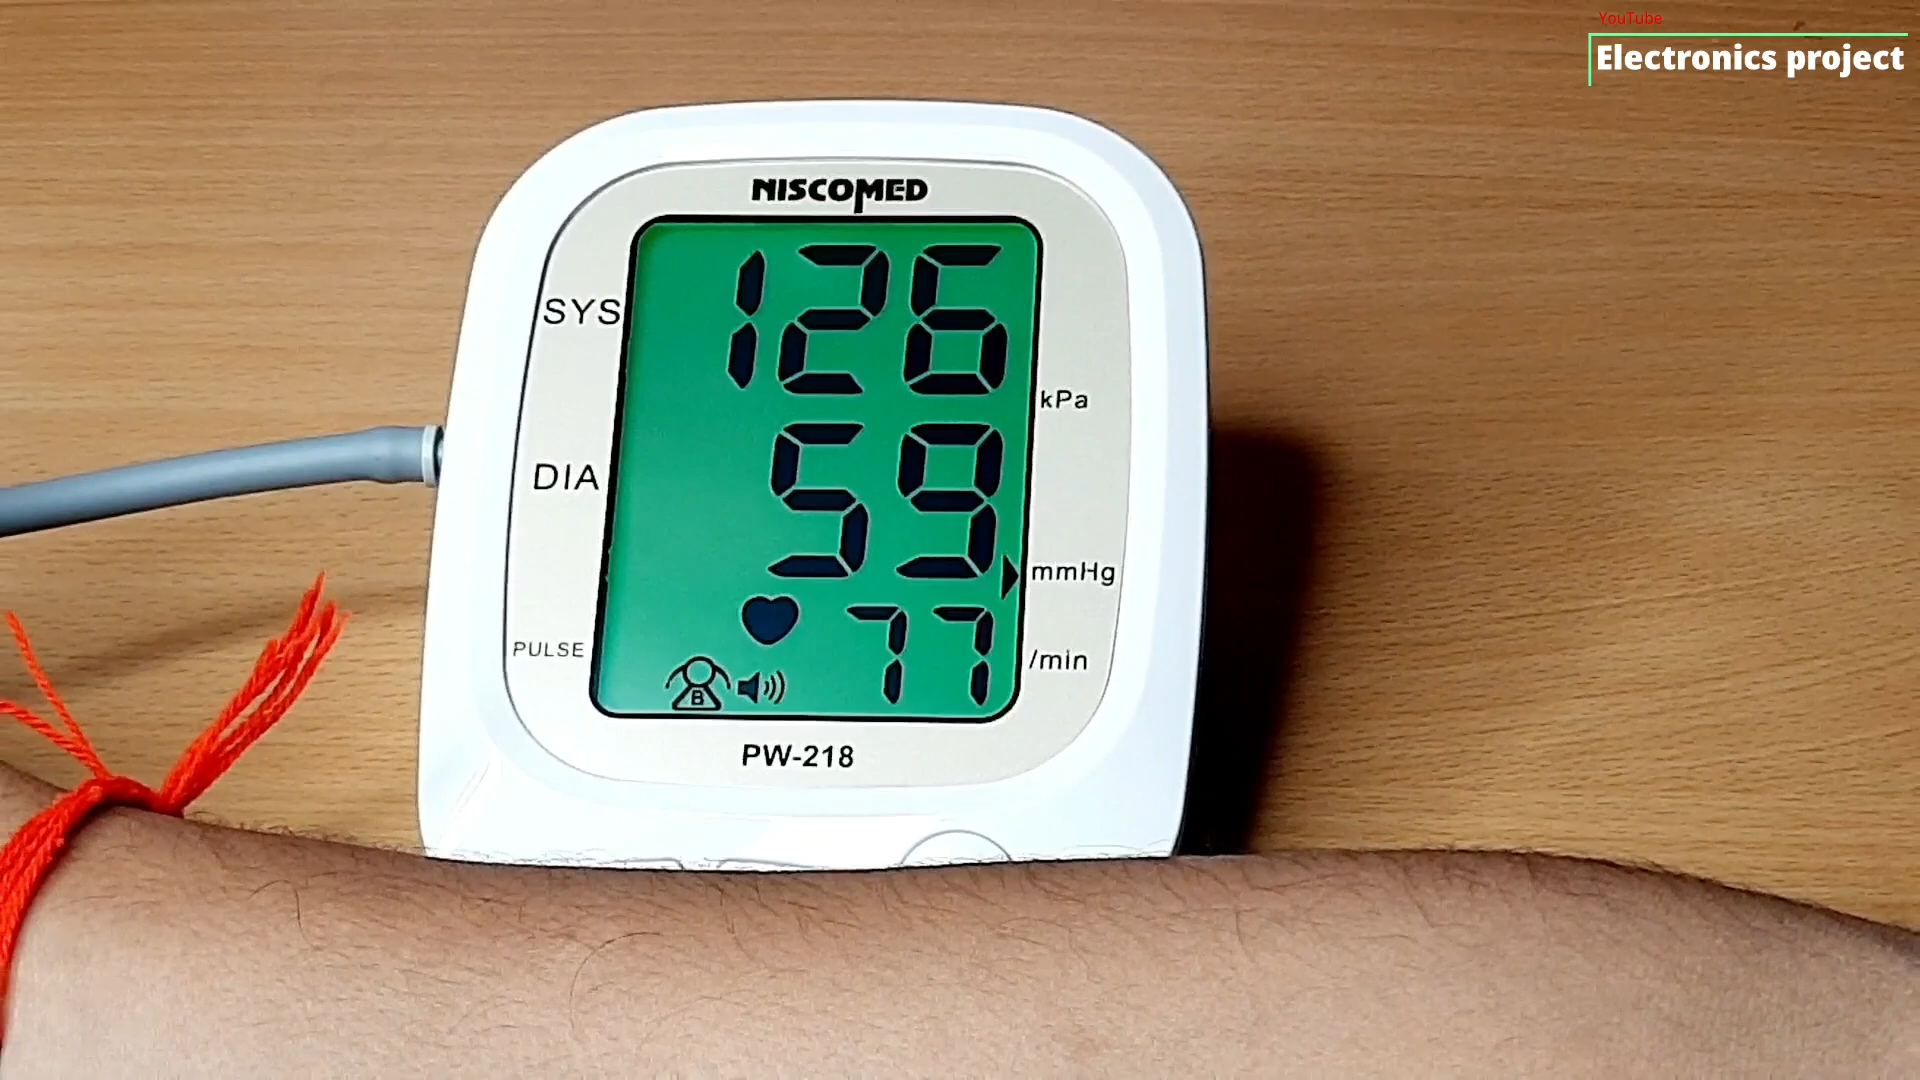 YouTube
Electronics project
NISCOMED
SYS
126
kPa
DIA
59
mmHg
PULSE
77
/min
B
PW-218